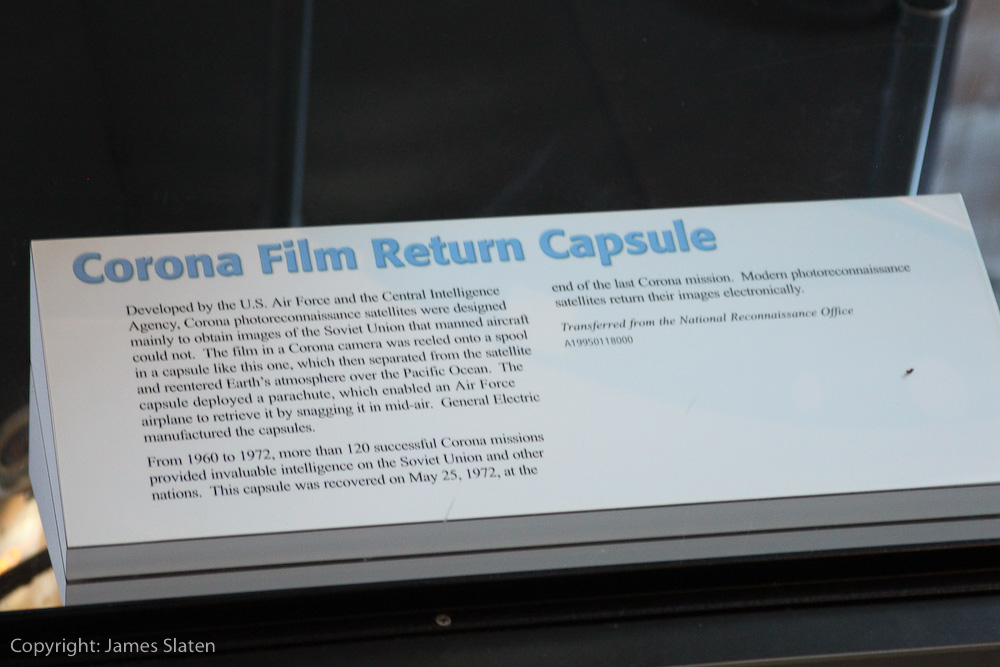 Corona Film Return Capsule
Developed by the U.S. Air Force and the Central Intelligence
Agency, Corona photoreconnaissance satellites were designed
mainly to obtain images of the Soviet Union that manned aircraft
could not. The film in a Corona camera was reeled onto a spool
in a capsule like this one, which then separated from the satellite
and reentered Earth's atmosphere over the Pacific Ocean. The
capsule deployed a parachute, which enabled an Air Force
airplane to retrieve it by snagging it in mid-air. General Electric
manufactured the capsules.
From 1960 to 1972, more than 120 successful Corona missions
provided invaluable intelligence on the Soviet Union and other
nations. This capsule was recovered on May 25, 1972, at the
end of the last Corona mission. Modern photoreconnaissance
satellites return their images electronically.
Transferred from the National Reconnaissance Office
A19950118000
Copyright: James Slaten